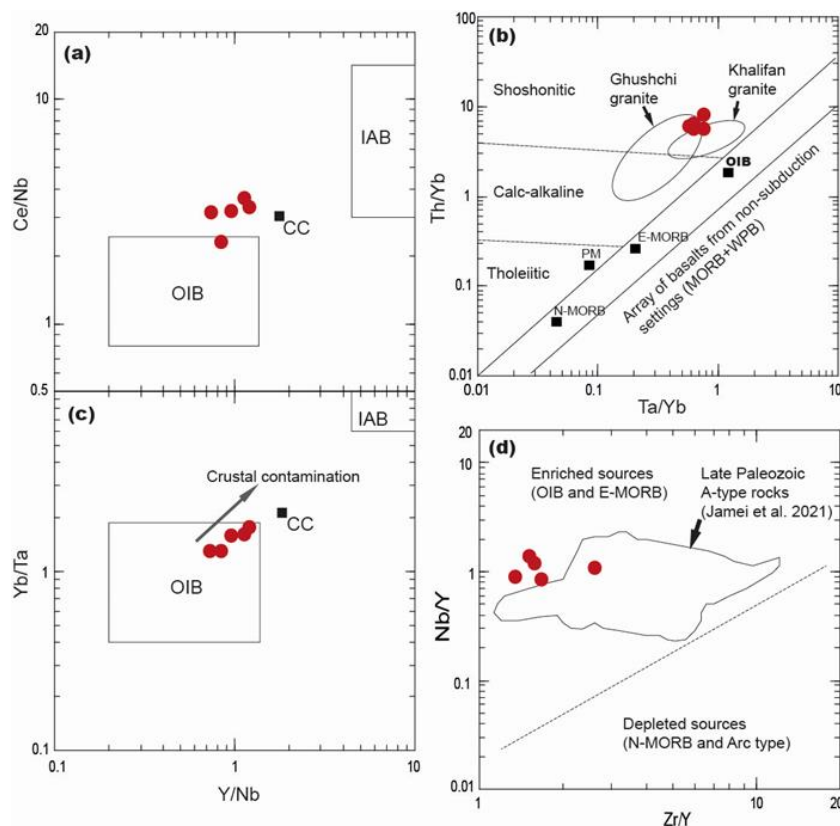 (a)
20
10
1
0.5
Ce/Nb
IAB
CC
OIB
(b)
100
10
1
0.1
0.01
Th/Yb
Shoshonitic
Ghushchi
granite
Khalifan
granite
Calc-alkaline
OIB
E-MORB
PM
Tholeiitic
N-MORB
Array of basalts from non-subduction
settings (MORB+WPB)
0.01
0.1
1
10
Ta/Yb
(c)
IAB
Crustal contamination
CC
OIB
1
0.1
Yb/Ta
0.1
1
10
Y/Nb
(d)
20
10
1
0.1
0.01
Nb/Y
Enriched sources
(OIB and E-MORB)
Late Paleozoic
A-type rocks
(Jamei et al. 2021)
Depleted sources
(N-MORB and Arc type)
1
10
20
Zr/Y